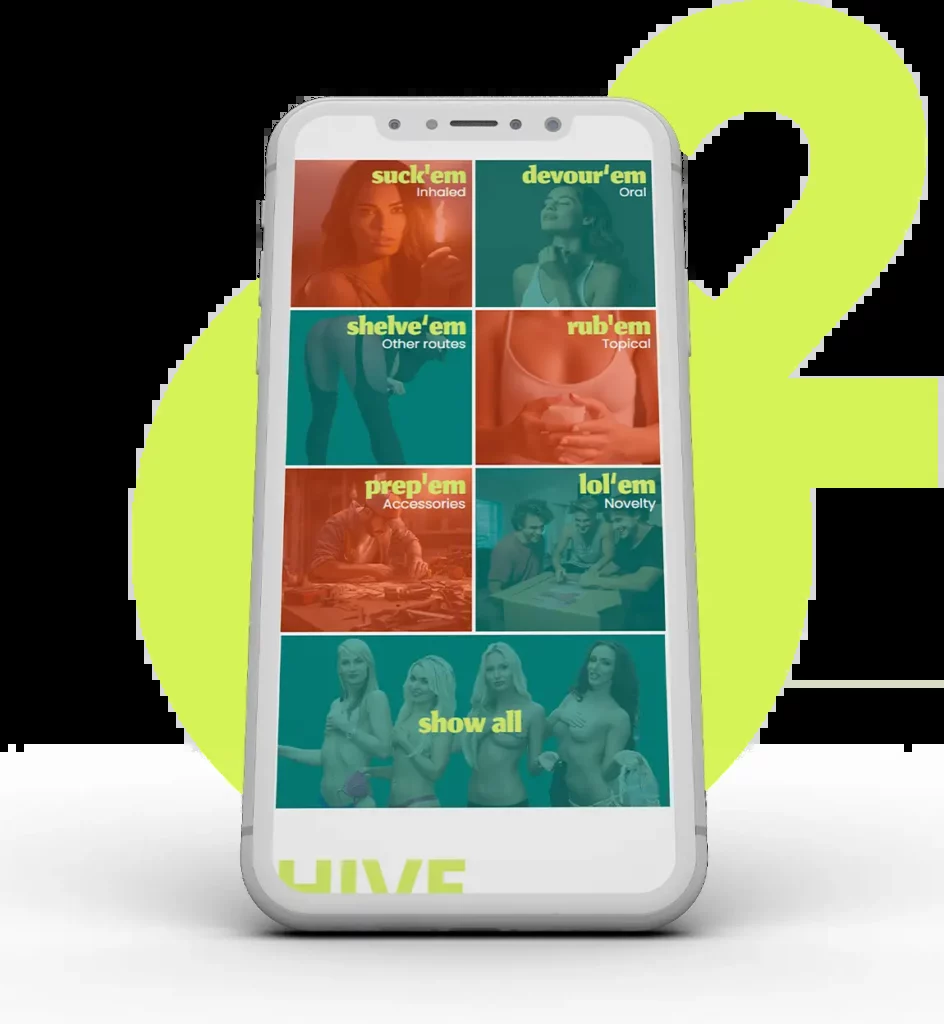 suck'em
Inhaled
devour'em
Oral
shelve'em
Other routes
rub'em
Topical
prep'em
Accessories
lol'em
Novelty
show all
HIVE